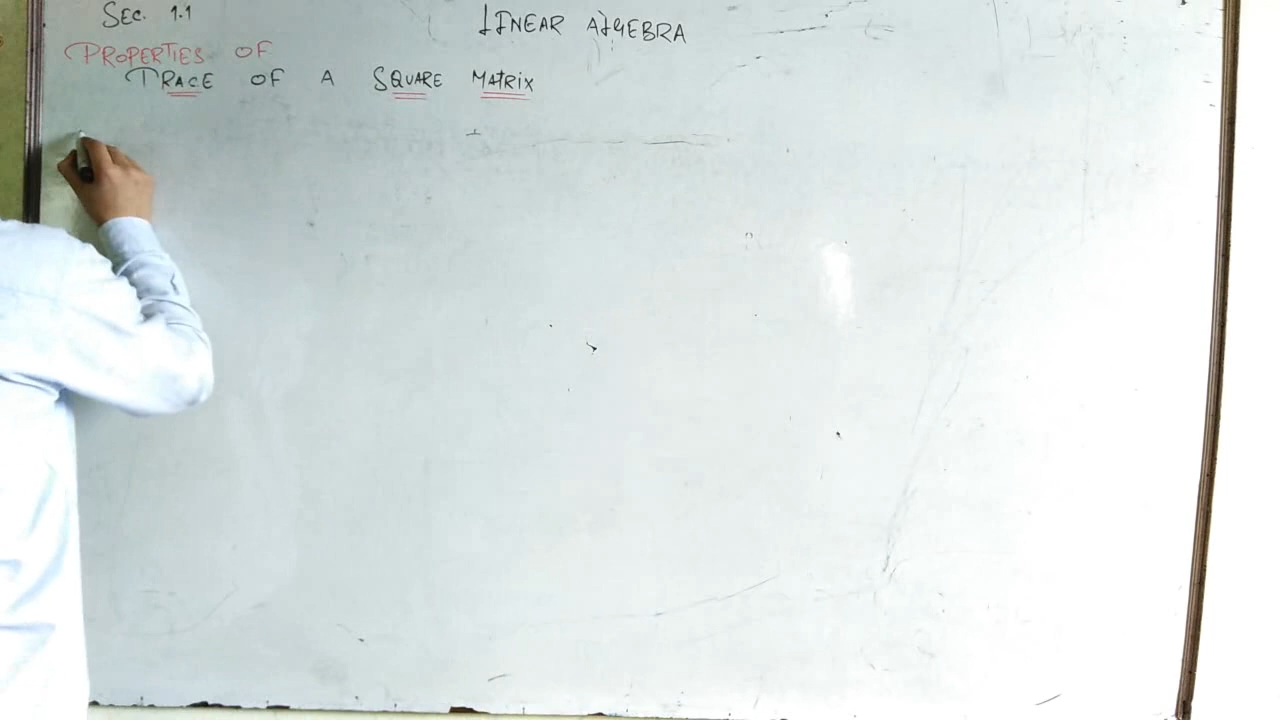 SEC. 1.1
LINEAR ALGEBRA
PROPERTIES OF
TRACE OF A SQUARE MATRIX